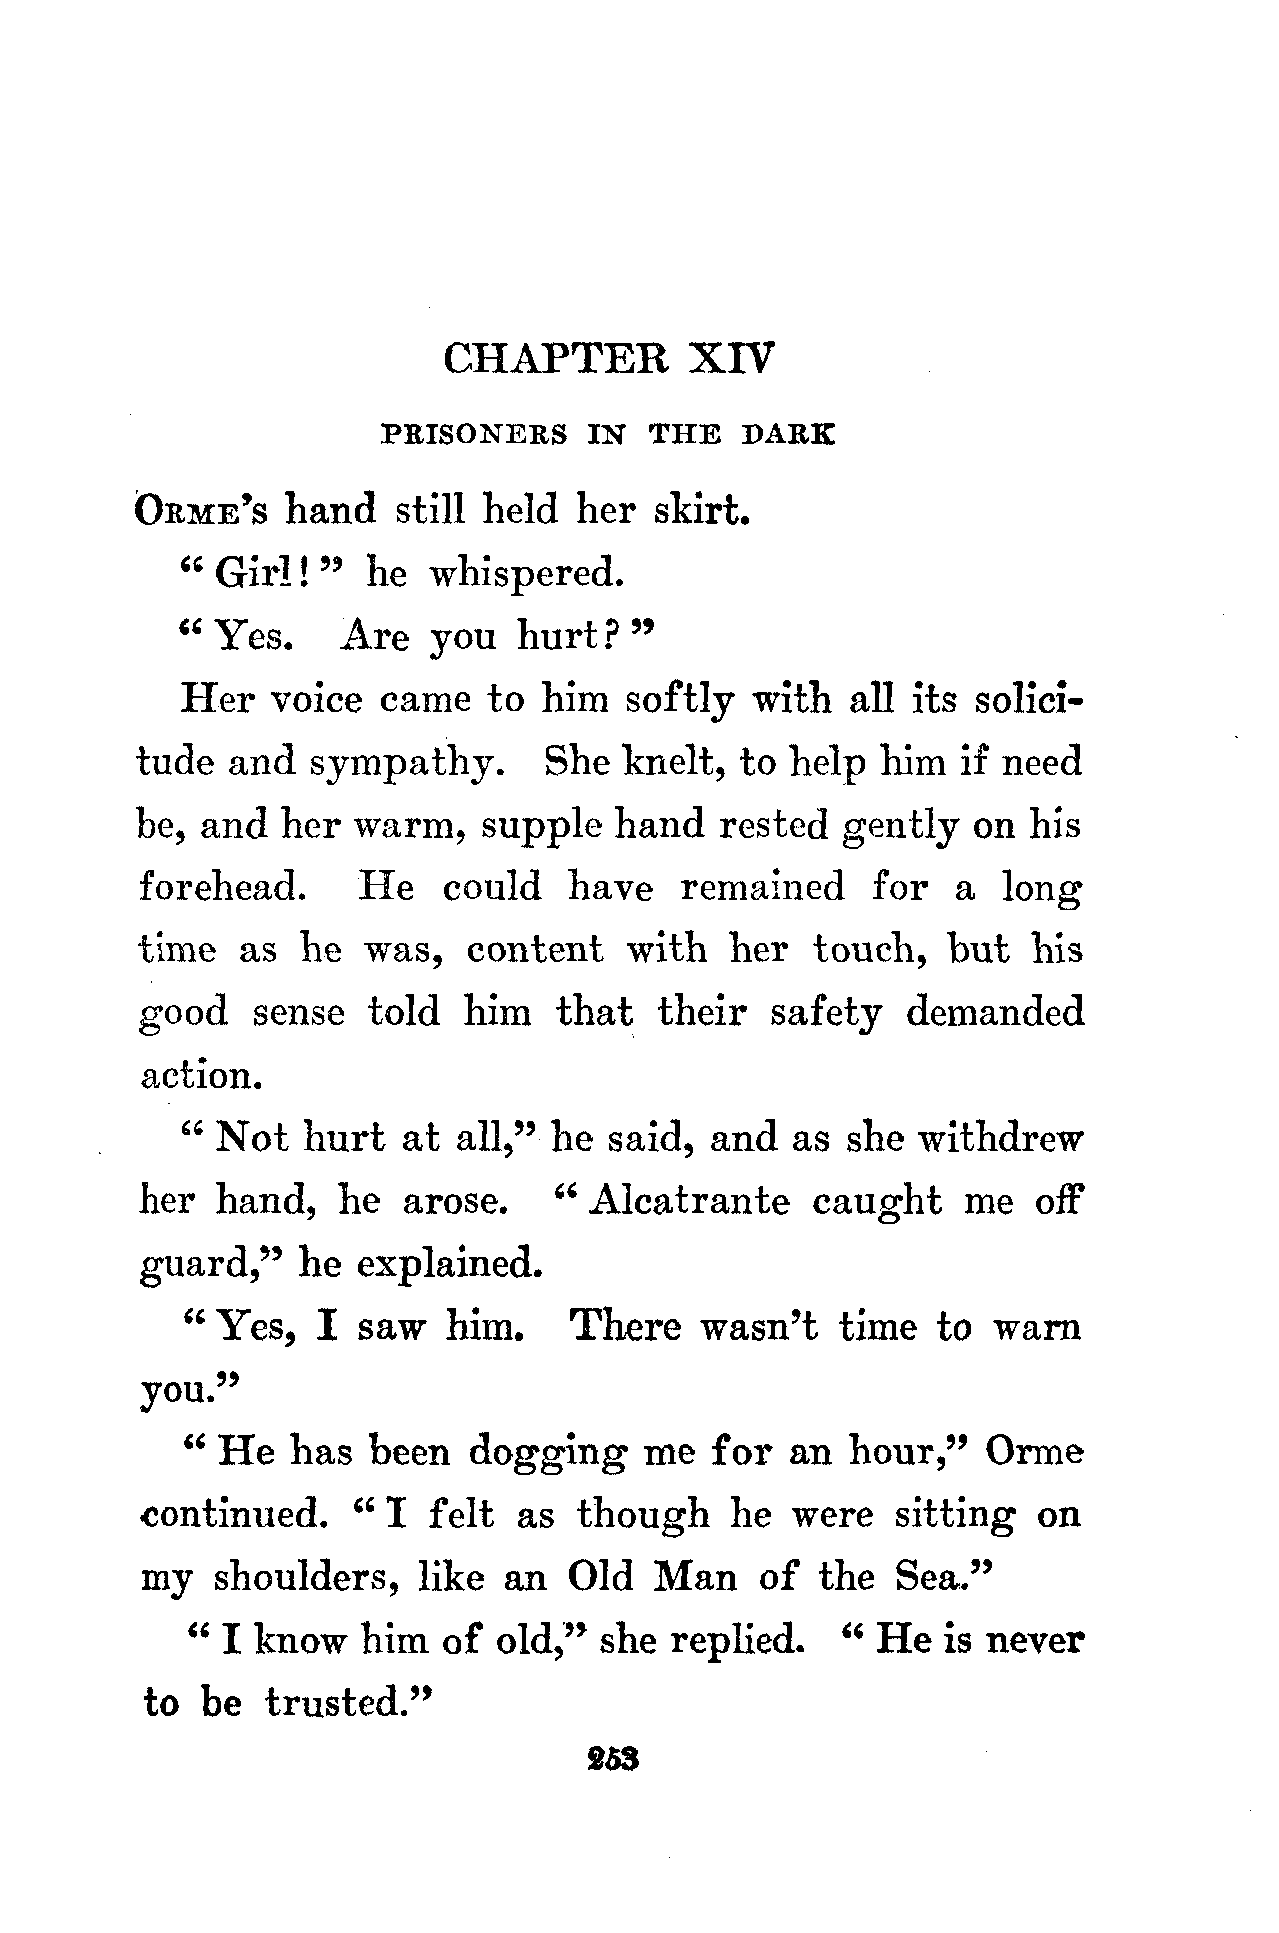 CHAPTER XIV
PRISONERS IN THE DARK
ORME'S hand still held her skirt.
" Girl! " he whispered.
" Yes. Are you hurt? "
Her voice came to him softly with all its solici-
tude and sympathy. She knelt, to help him if need
be, and her warm, supple hand rested gently on his
forehead. He could have remained for a long
time as he was, content with her touch, but his
good sense told him that their safety demanded
action.
" Not hurt at all," he said, and as she withdrew
her hand, he arose. " Alcatrante caught me off
guard," he explained.
" Yes, I saw him. There wasn't time to warn
you."
" He has been dogging me for an hour," Orme
continued. " I felt as though he were sitting on
my shoulders, like an Old Man of the Sea."
" I know him of old," she replied. " He is never
to be trusted."
253